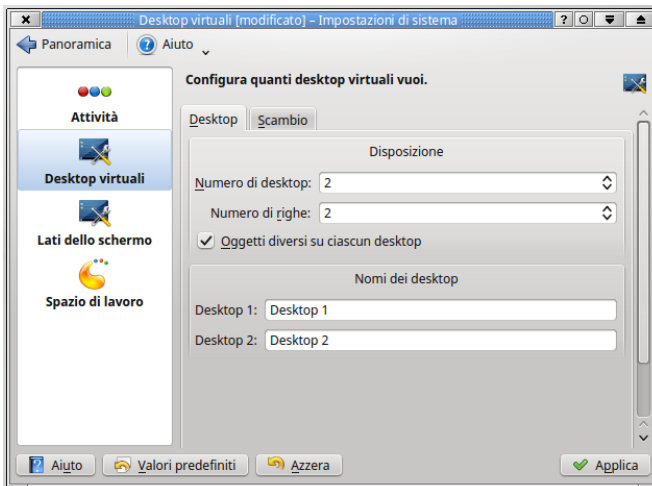 Desktop virtuali [modificato] – Impostazioni di sistema
Panoramica Aiuto
Configura quanti desktop virtuali vuoi.
Attività
Desktop virtuali
Lati dello schermo
Spazio di lavoro
Desktop Scambio
Disposizione
Numero di desktop: 2
Numero di righe: 2
Oggetti diversi su ciascun desktop
Nomi dei desktop
Desktop 1: Desktop 1
Desktop 2: Desktop 2
Aiuto Valori predefiniti Azzera Applica